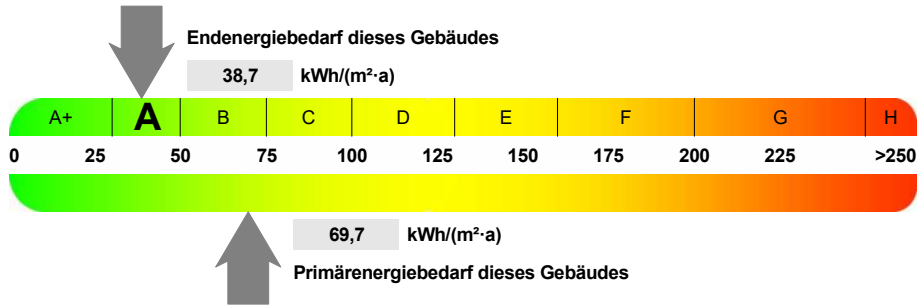 Endenergiebedarf dieses Gebäudes
38,7 kWh/(m²·a)
A+ A B C D E F G H
0 25 50 75 100 125 150 175 200 225 >250
69,7 kWh/(m²·a)
Primärenergiebedarf dieses Gebäudes